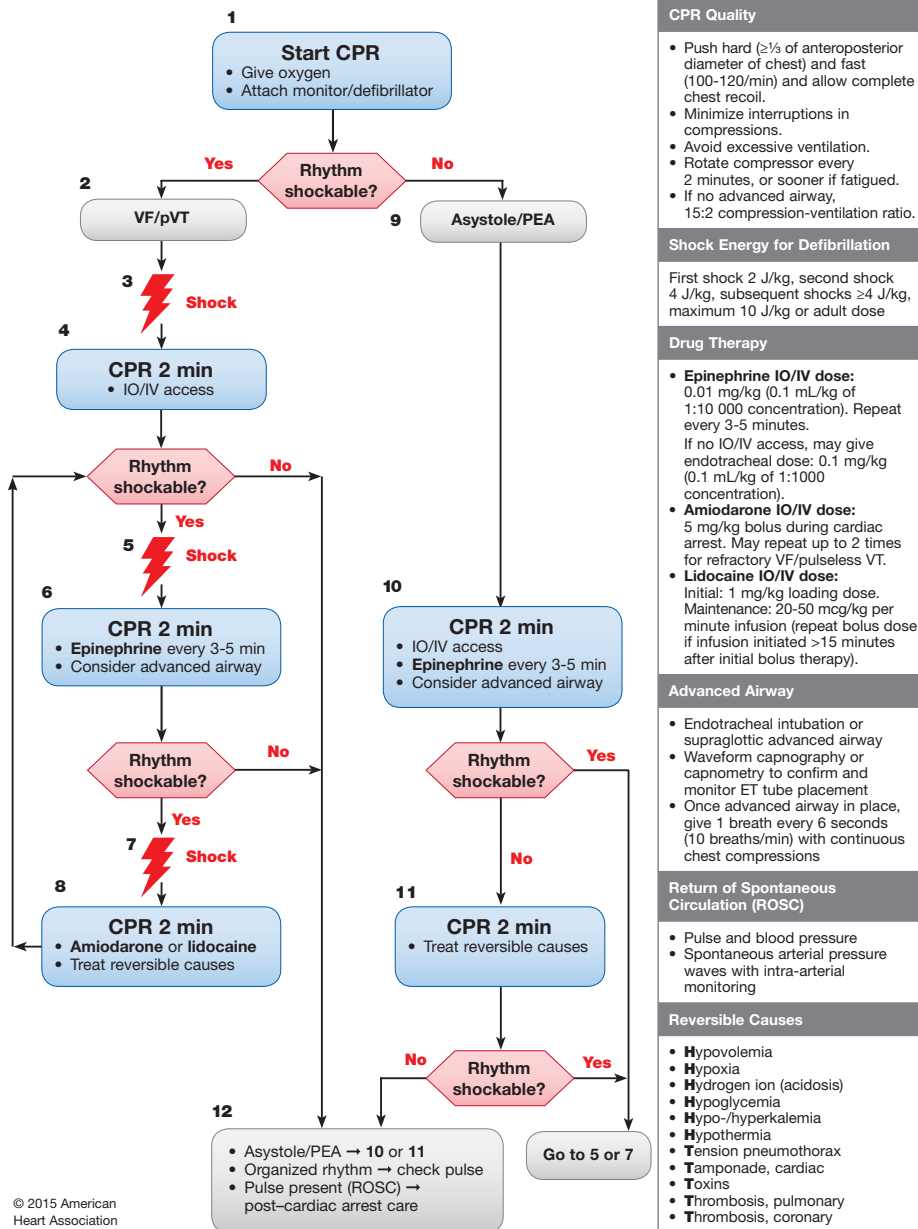 1
Start CPR
• Give oxygen
• Attach monitor/defibrillator
Rhythm
shockable?
Yes
No
2
VF/pVT
9
Asystole/PEA
3
Shock
4
CPR 2 min
• IO/IV access
Rhythm
shockable?
No
Yes
5
Shock
6
CPR 2 min
• Epinephrine every 3-5 min
• Consider advanced airway
Rhythm
shockable?
No
Yes
7
Shock
8
CPR 2 min
• Amiodarone or lidocaine
• Treat reversible causes
10
CPR 2 min
• IO/IV access
• Epinephrine every 3-5 min
• Consider advanced airway
Rhythm
shockable?
Yes
No
11
CPR 2 min
• Treat reversible causes
Rhythm
shockable?
No
Yes
12
• Asystole/PEA → 10 or 11
• Organized rhythm → check pulse
• Pulse present (ROSC) →
post–cardiac arrest care
Go to 5 or 7
© 2015 American
Heart Association
CPR Quality
• Push hard (≥⅓ of anteroposterior
diameter of chest) and fast
(100-120/min) and allow complete
chest recoil.
• Minimize interruptions in
compressions.
• Avoid excessive ventilation.
• Rotate compressor every
2 minutes, or sooner if fatigued.
• If no advanced airway,
15:2 compression-ventilation ratio.
Shock Energy for Defibrillation
First shock 2 J/kg, second shock
4 J/kg, subsequent shocks ≥4 J/kg,
maximum 10 J/kg or adult dose
Drug Therapy
• Epinephrine IO/IV dose:
0.01 mg/kg (0.1 mL/kg of
1:10 000 concentration). Repeat
every 3-5 minutes.
If no IO/IV access, may give
endotracheal dose: 0.1 mg/kg
(0.1 mL/kg of 1:1000
concentration).
• Amiodarone IO/IV dose:
5 mg/kg bolus during cardiac
arrest. May repeat up to 2 times
for refractory VF/pulseless VT.
• Lidocaine IO/IV dose:
Initial: 1 mg/kg loading dose.
Maintenance: 20-50 mcg/kg per
minute infusion (repeat bolus dose
if infusion initiated >15 minutes
after initial bolus therapy).
Advanced Airway
• Endotracheal intubation or
supraglottic advanced airway
• Waveform capnography or
capnometry to confirm and
monitor ET tube placement
• Once advanced airway in place,
give 1 breath every 6 seconds
(10 breaths/min) with continuous
chest compressions
Return of Spontaneous
Circulation (ROSC)
• Pulse and blood pressure
• Spontaneous arterial pressure
waves with intra-arterial
monitoring
Reversible Causes
• Hypovolemia
• Hypoxia
• Hydrogen ion (acidosis)
• Hypoglycemia
• Hypo-/hyperkalemia
• Hypothermia
• Tension pneumothorax
• Tamponade, cardiac
• Toxins
• Thrombosis, pulmonary
• Thrombosis, coronary